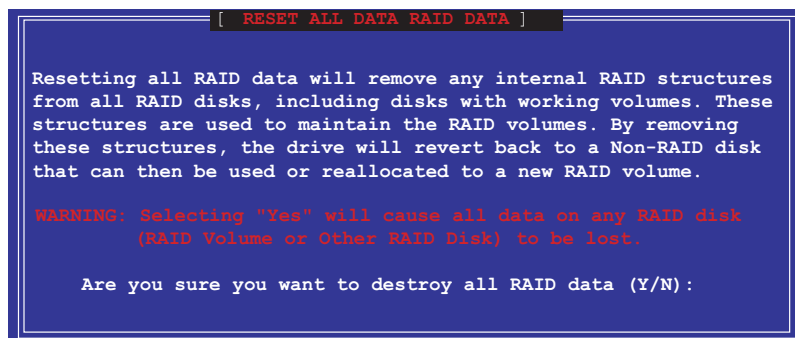 [ RESET ALL DATA RAID DATA ]
Resetting all RAID data will remove any internal RAID structures
from all RAID disks, including disks with working volumes. These
structures are used to maintain the RAID volumes. By removing
these structures, the drive will revert back to a Non-RAID disk
that can then be used or reallocated to a new RAID volume.
WARNING: Selecting "Yes" will cause all data on any RAID disk
(RAID Volume or Other RAID Disk) to be lost.
Are you sure you want to destroy all RAID data (Y/N):